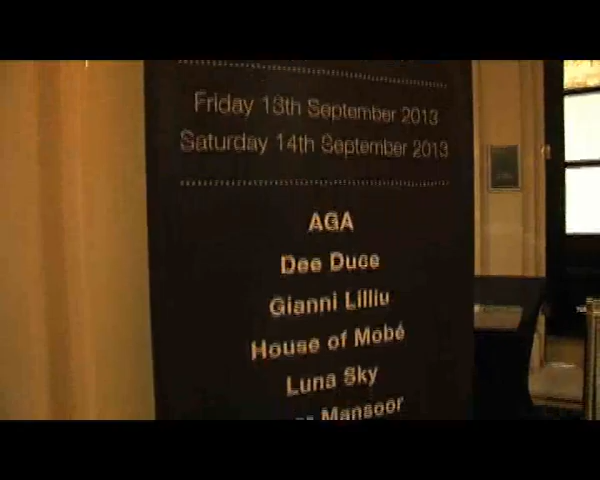 Friday 13th September 2013
Saturday 14th September 2013
AGA
Dee Duce
Gianni Lilliu
House of Mobé
Luna Sky
Mansoor